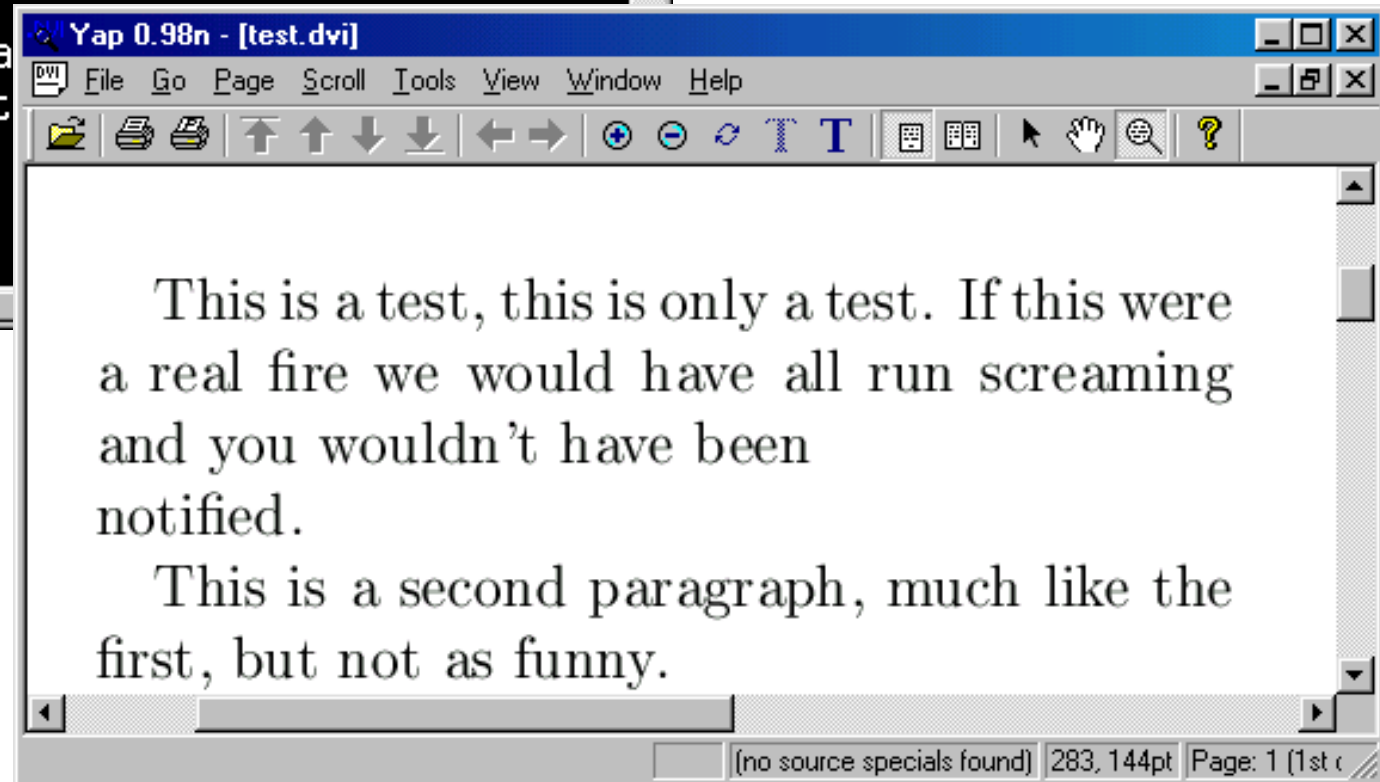 Yap 0.98n - [test.dvi]
File Go Page Scroll Tools View Window Help
This is a test, this is only a test. If this were
a real fire we would have all run screaming
and you wouldn't have been
notified.
This is a second paragraph, much like the
first, but not as funny.
(no source specials found) 283, 144pt Page: 1 (1st